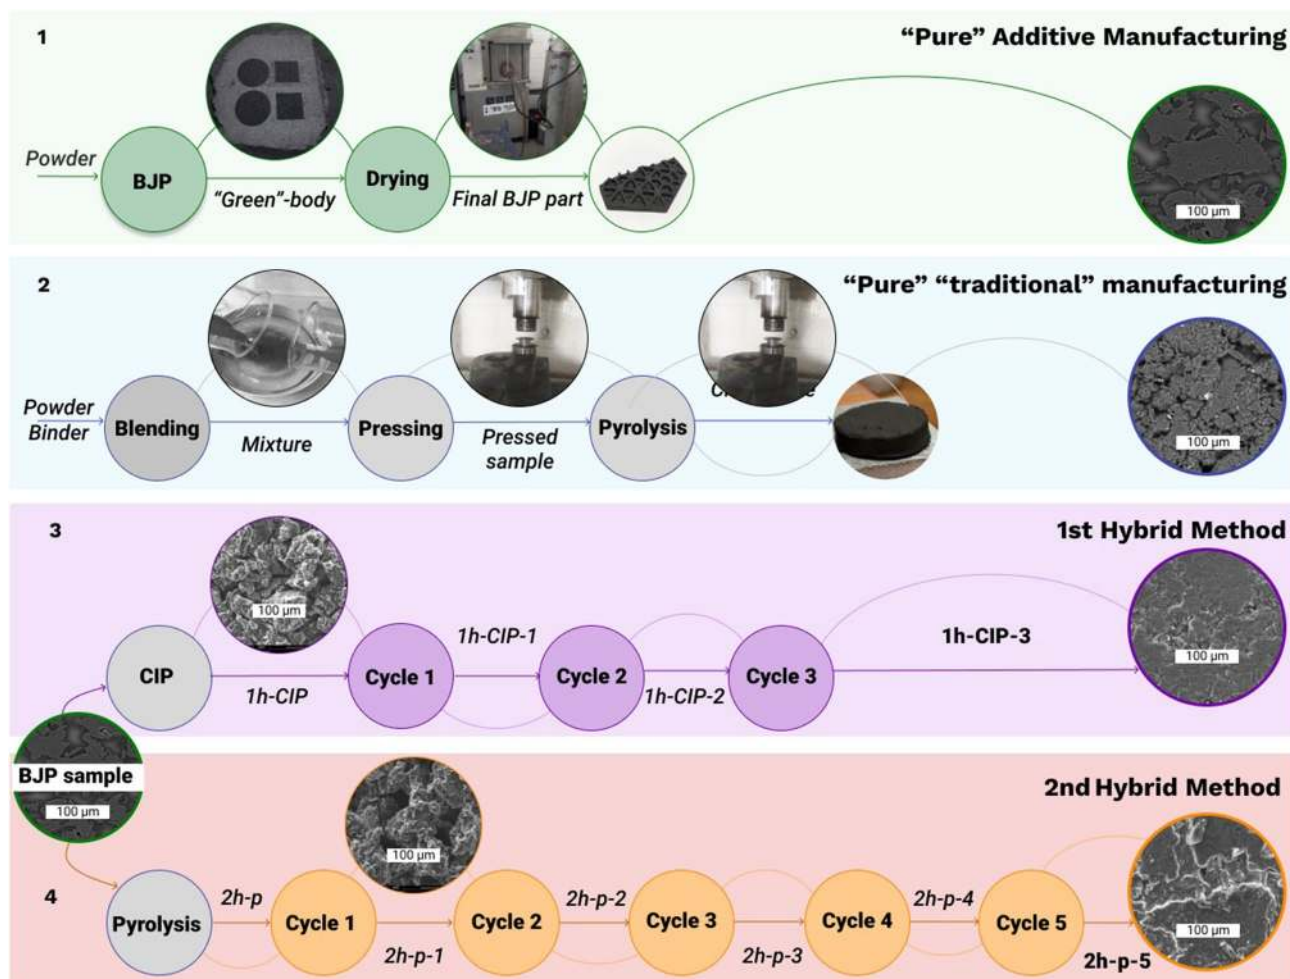 1
“Pure” Additive Manufacturing
Powder
BJP
“Green”-body
Drying
Final BJP part
100 µm
2
“Pure” “traditional” manufacturing
Powder
Binder
Blending
Mixture
Pressing
Pressed
sample
Pyrolysis
100 µm
3
1st Hybrid Method
100 µm
CIP
1h-CIP
Cycle 1
1h-CIP-1
Cycle 2
1h-CIP-2
Cycle 3
1h-CIP-3
100 µm
BJP sample
100 µm
2nd Hybrid Method
100 µm
4
Pyrolysis
2h-p
Cycle 1
2h-p-1
Cycle 2
2h-p-2
Cycle 3
2h-p-3
Cycle 4
2h-p-4
Cycle 5
2h-p-5
100 µm